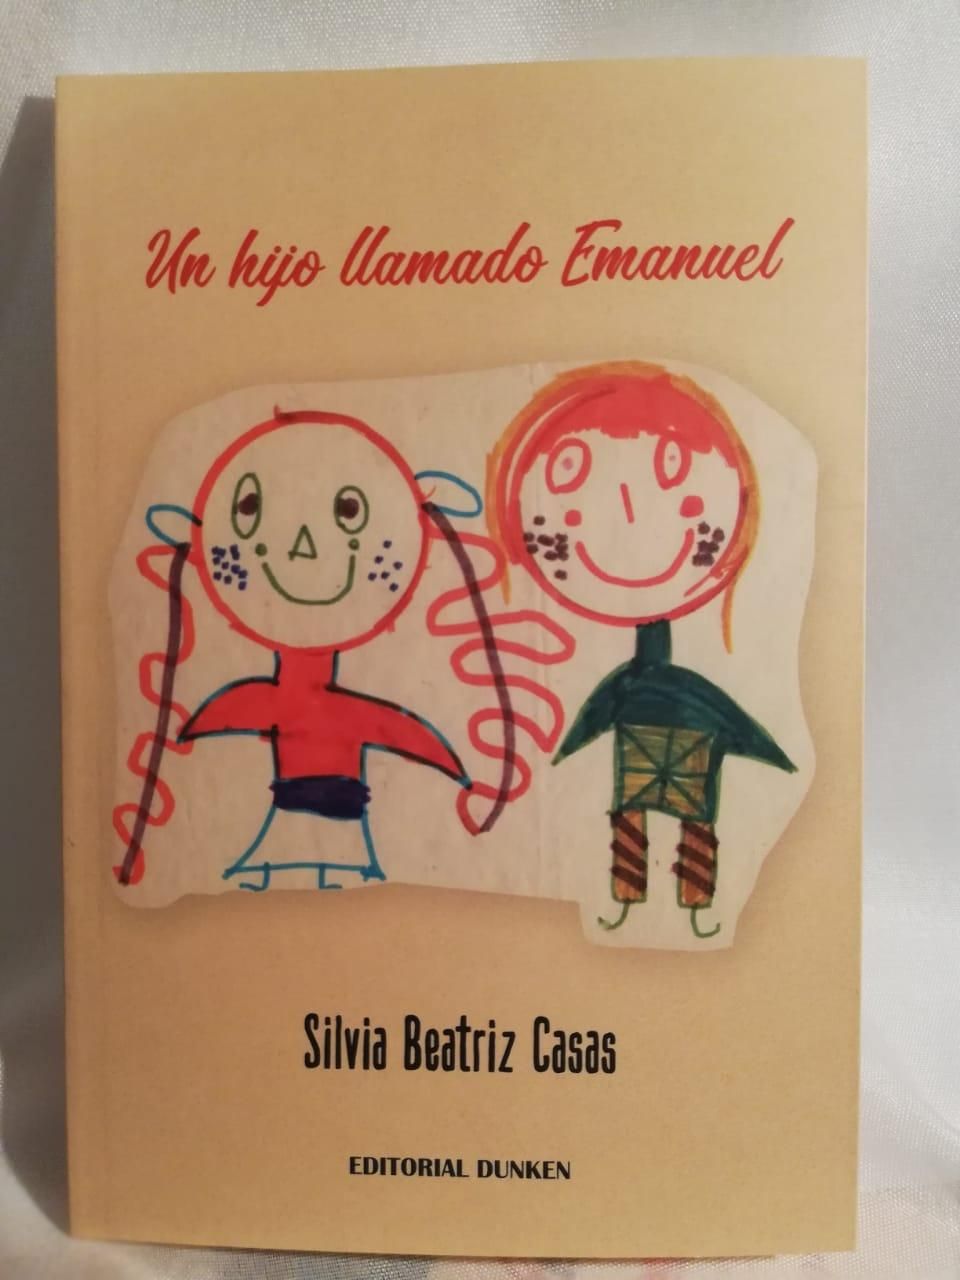 Un hijo llamado Emanuel
Silvia Beatriz Casas
EDITORIAL DUNKEN